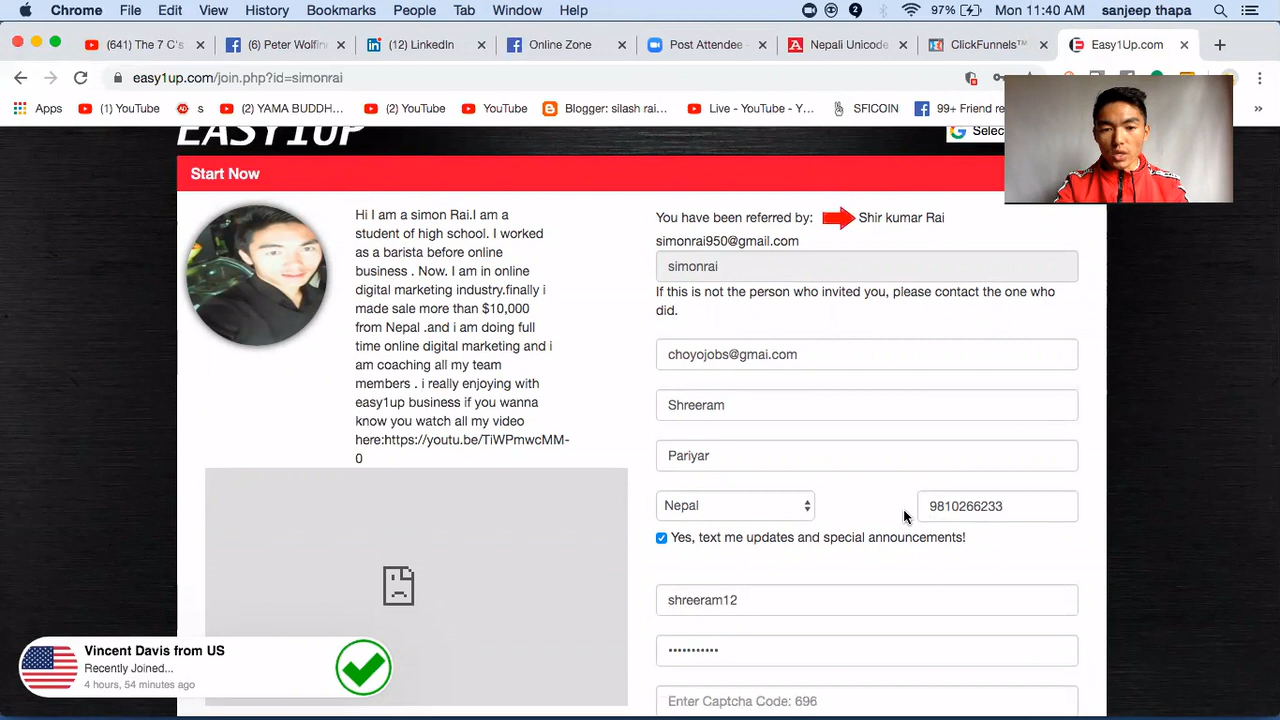 Chrome File Edit View History Bookmarks People Tab Window Help 2 97% Mon 11:40 AM sanjeep thapa
(641) The 7 C's (6) Peter Wolfin (12) LinkedIn Online Zone Post Attendee Nepali Unicod ClickFunnels™ Easy1Up.com
easy1up.com/join.php?id=simonrai
Apps (1) YouTube s (2) YAMA BUDDH... (2) YouTube YouTube Blogger: silash rai... Live - YouTube - Y... SFICOIN 99+ Friend re
EASY1UP
Selec
Start Now
Hi I am a simon Rai.I am a
student of high school. I worked
as a barista before online
business . Now. I am in online
digital marketing industry.finally i
made sale more than $10,000
from Nepal .and i am doing full
time online digital marketing and i
am coaching all my team
members . i really enjoying with
easy1up business if you wanna
know you watch all my video
here:https://youtu.be/TiWPmwcMM-
0
You have been referred by: Shir kumar Rai
simonrai950@gmail.com
simonrai
If this is not the person who invited you, please contact the one who
did.
choyojobs@gmai.com
Shreeram
Pariyar
Nepal 9810266233
Yes, text me updates and special announcements!
shreeram12
•••••••••••
Enter Captcha Code: 696
Vincent Davis from US
Recently Joined...
4 hours, 54 minutes ago